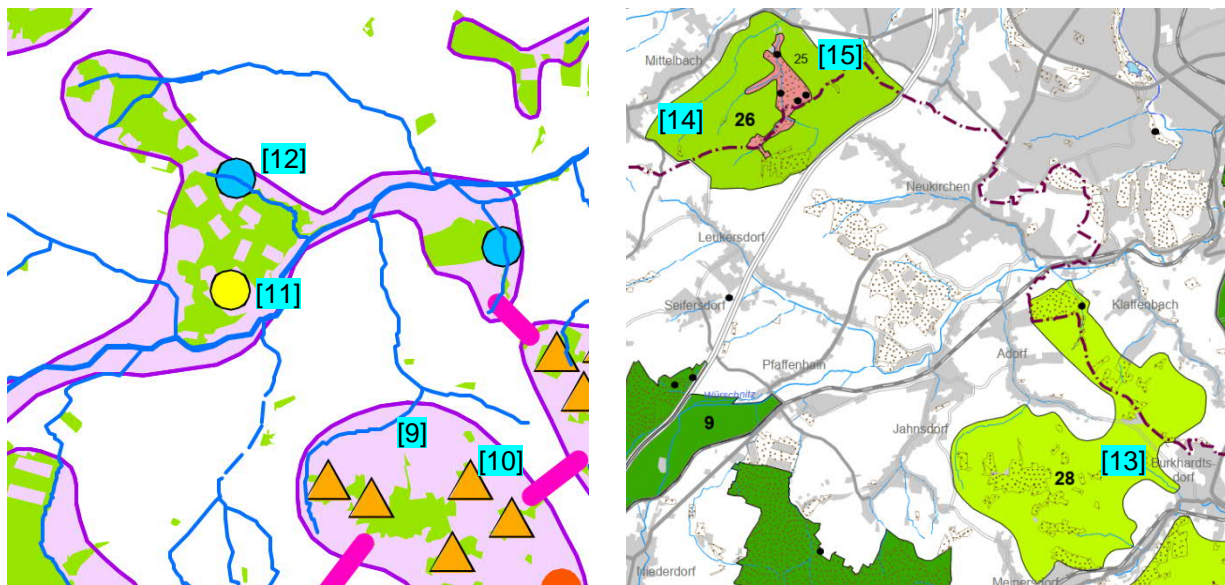 [12]
[11]
[9]
[10]
Mittelbach
25
[15]
[14]
26
Neukirchen
Leukersdorf
Seifersdorf
Klaffenbach
Pfaffenhain
Adorf
Würschnitz
9
Jahnsdorf
[13]
Burkhardts-
dorf
28
Niederdorf
Meinersdorf